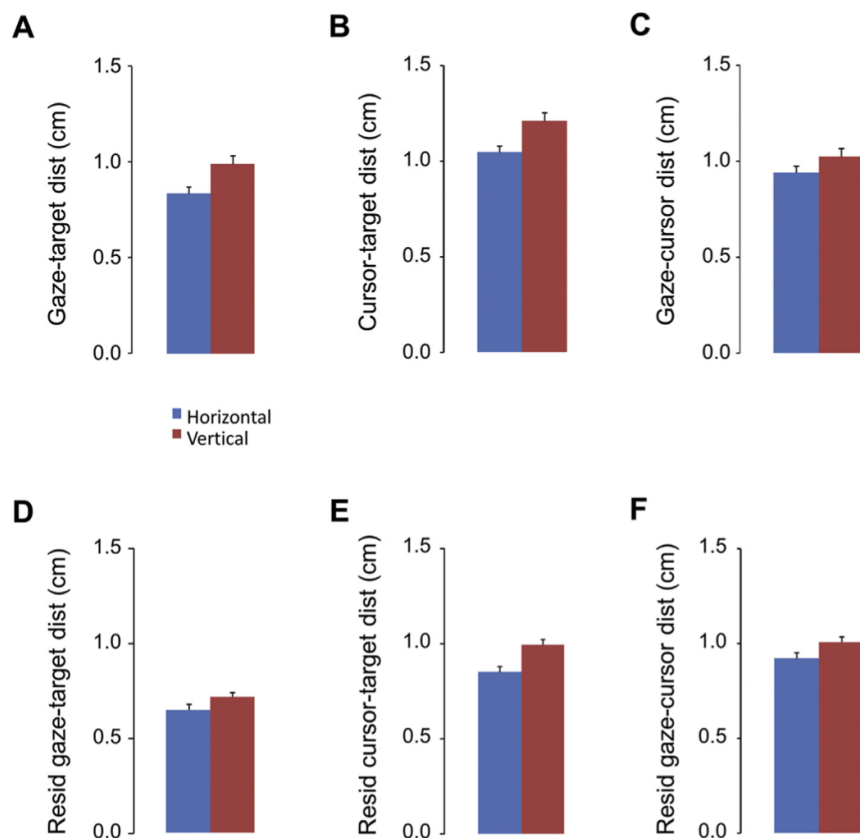 A
B
C
1.5
1.0
0.5
0.0
Gaze-target dist (cm)
1.5
1.0
0.5
0.0
Cursor-target dist (cm)
1.5
1.0
0.5
0.0
Gaze-cursor dist (cm)
Horizontal
Vertical
D
E
F
1.5
1.0
0.5
0.0
Resid gaze-target dist (cm)
1.5
1.0
0.5
0.0
Resid cursor-target dist (cm)
1.5
1.0
0.5
0.0
Resid gaze-cursor dist (cm)